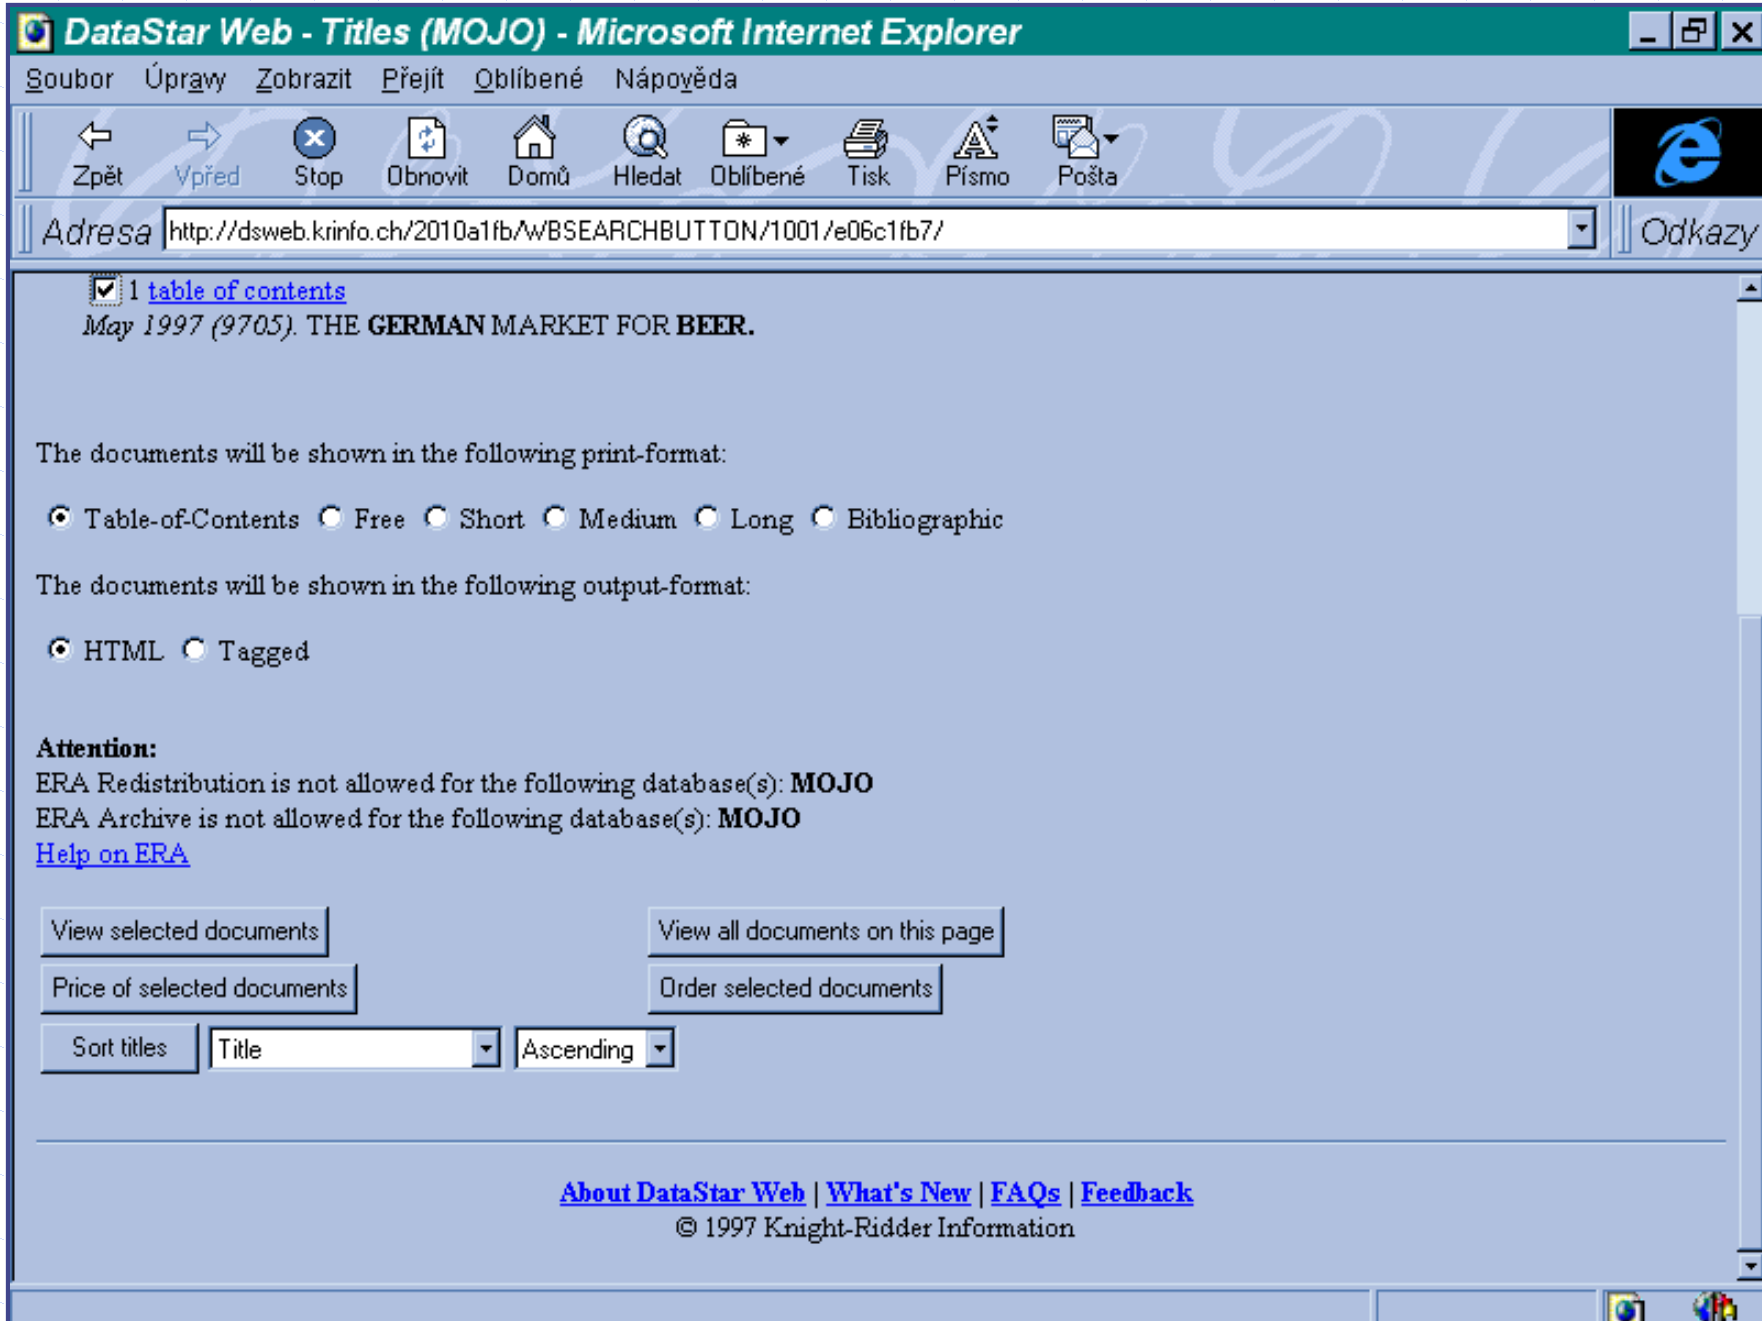 DataStar Web - Titles (MOJO) - Microsoft Internet Explorer
Soubor Úpravy Zobrazit Přejít Oblíbené Nápověda
Zpět Vpřed Stop Obnovit Domů Hledat Oblíbené Tisk Písmo Pošta
Adresa http://dsweb.krinfo.ch/2010a1fb/WBSEARCHBUTTON/1001/e06c1fb7/ Odkazy
1 table of contents
May 1997 (9705). THE GERMAN MARKET FOR BEER.
The documents will be shown in the following print-format:
Table-of-Contents Free Short Medium Long Bibliographic
The documents will be shown in the following output-format:
HTML Tagged
Attention:
ERA Redistribution is not allowed for the following database(s): MOJO
ERA Archive is not allowed for the following database(s): MOJO
Help on ERA
View selected documents View all documents on this page
Price of selected documents Order selected documents
Sort titles Title Ascending
About DataStar Web | What's New | FAQs | Feedback
© 1997 Knight-Ridder Information